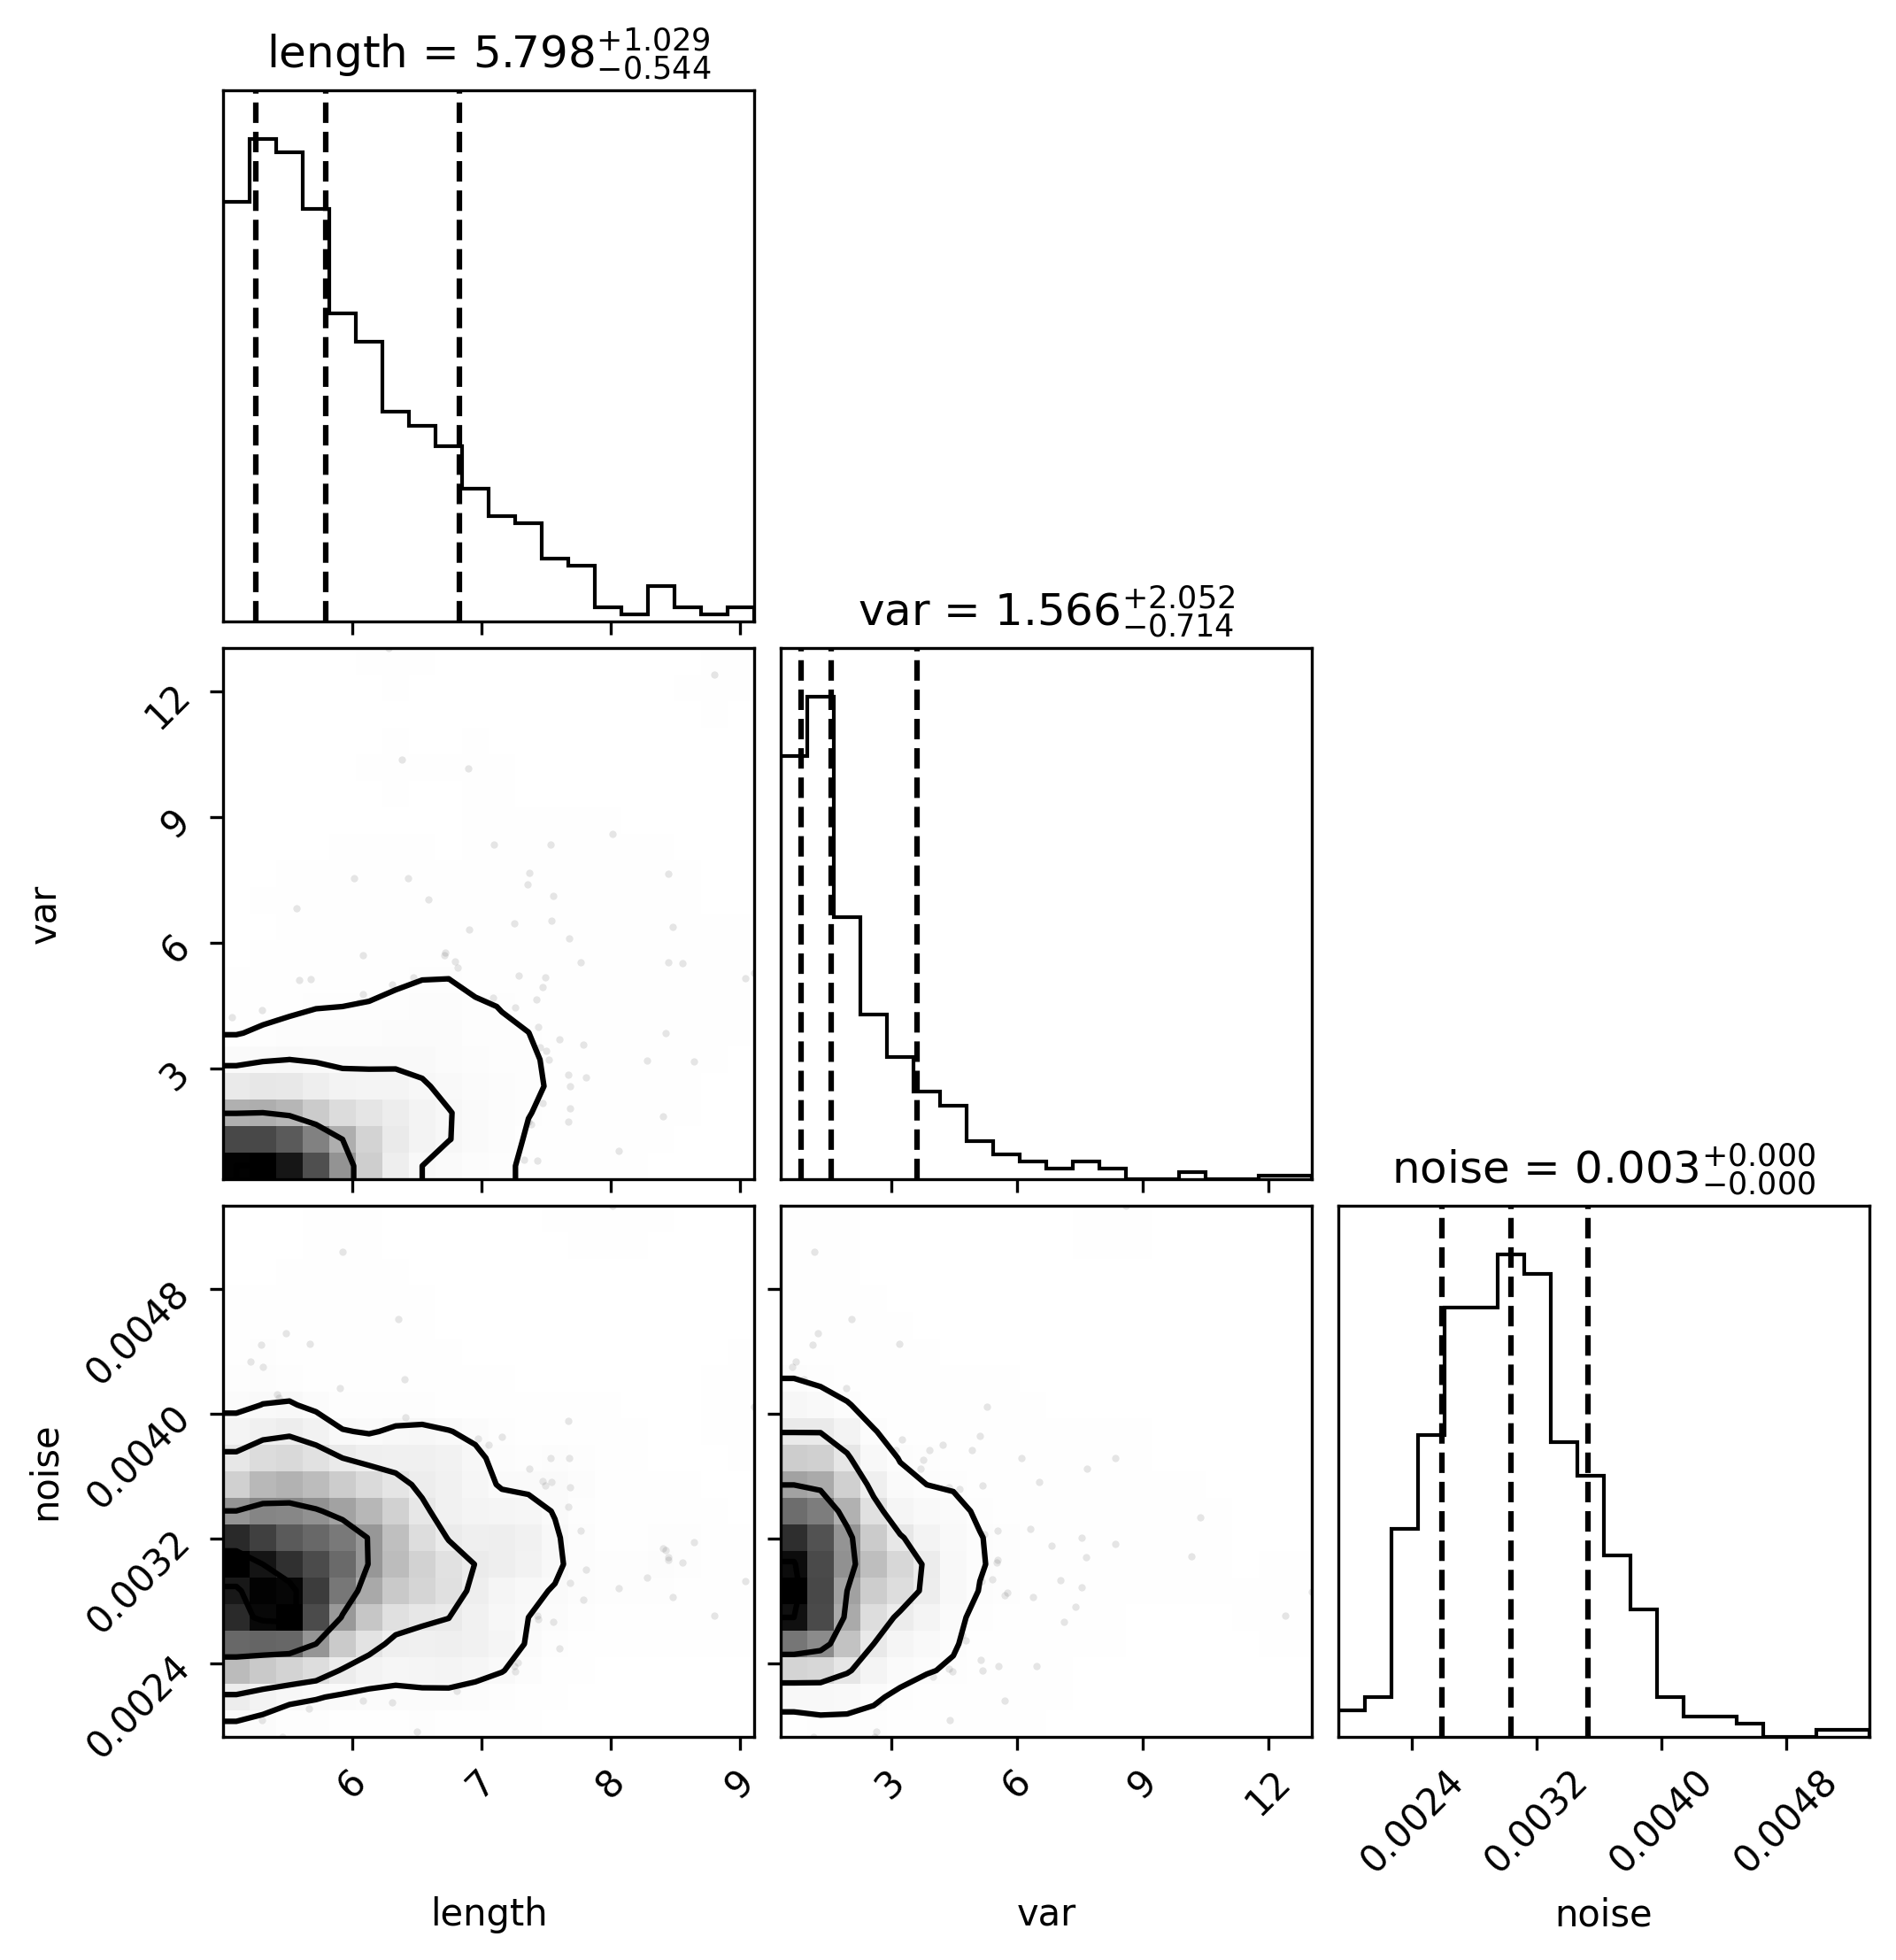 length = 5.798+1.029−0.544
var = 1.566+2.052−0.714
12
9
6
3
var
noise = 0.003+0.000−0.000
0.0048
0.0040
0.0032
0.0024
noise
6 7 8 9
3 6 9 12
0.0024 0.0032 0.0040 0.0048
length var noise